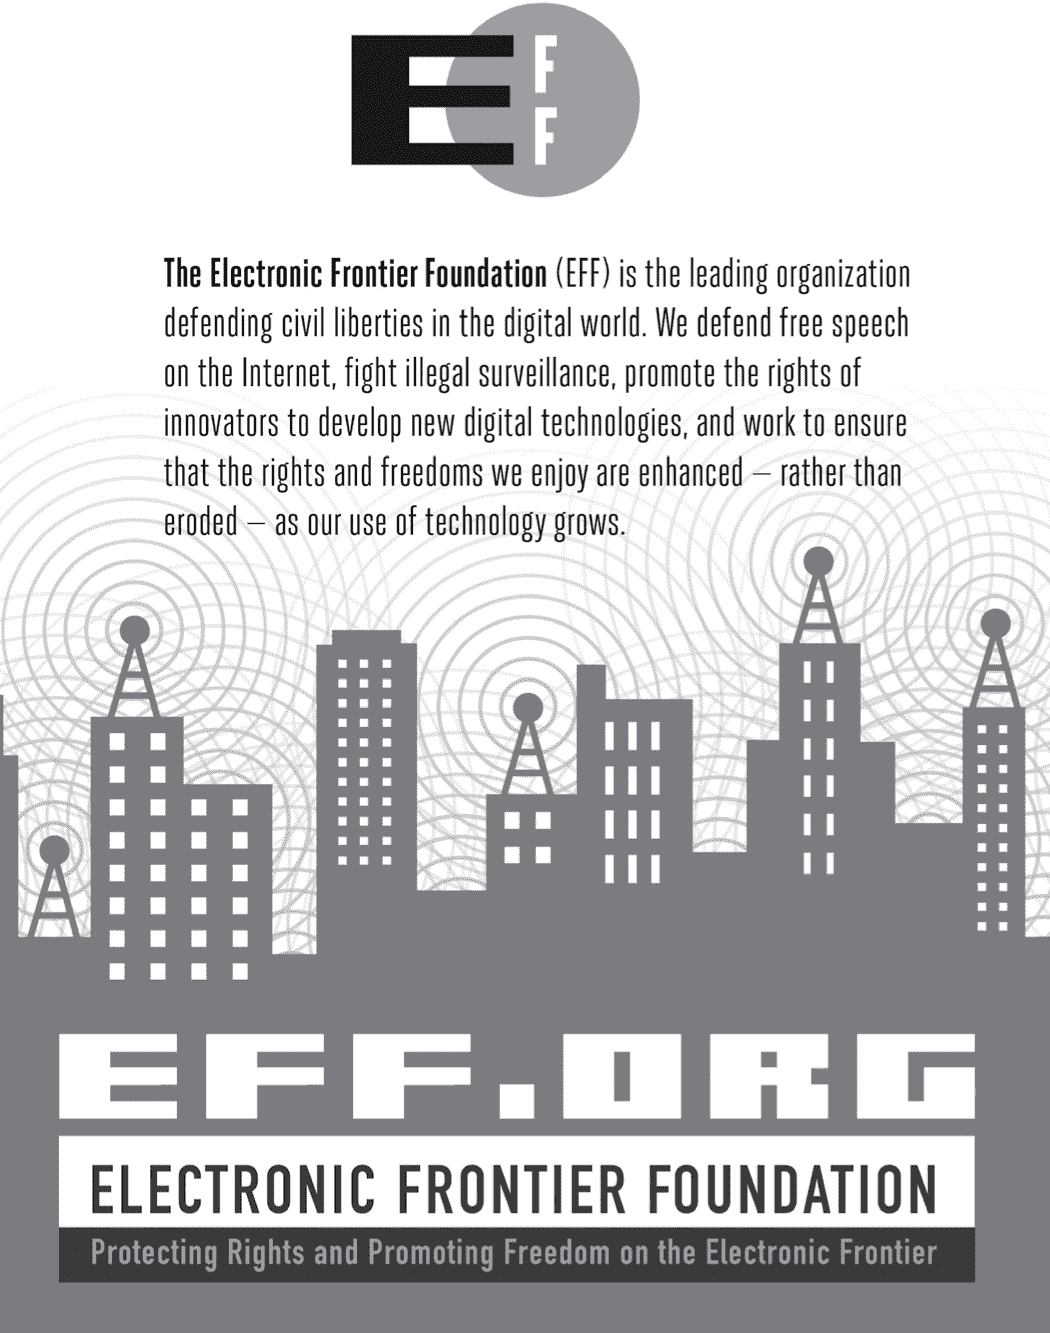 E
F
F
The Electronic Frontier Foundation (EFF) is the leading organization
defending civil liberties in the digital world. We defend free speech
on the Internet, fight illegal surveillance, promote the rights of
innovators to develop new digital technologies, and work to ensure
that the rights and freedoms we enjoy are enhanced — rather than
eroded — as our use of technology grows.
EFF.ORG
ELECTRONIC FRONTIER FOUNDATION
Protecting Rights and Promoting Freedom on the Electronic Frontier